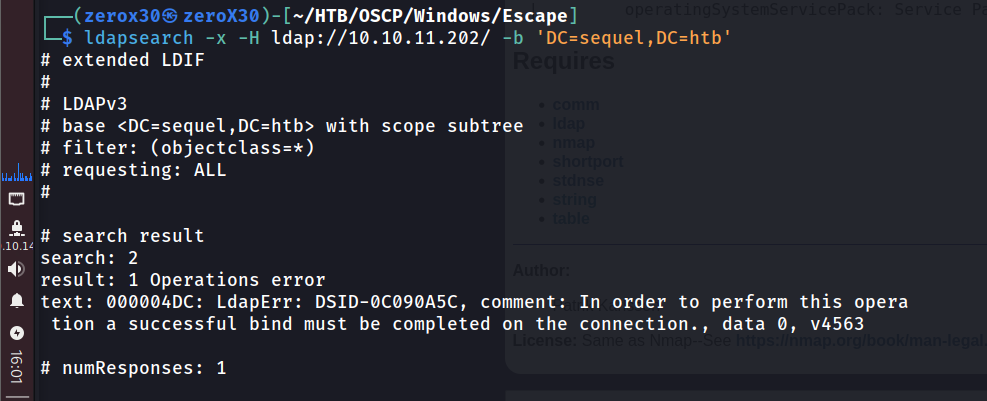 (zerox30㉿zeroX30)-[~/HTB/OSCP/Windows/Escape]
$ ldapsearch -x -H ldap://10.10.11.202/ -b 'DC=sequel,DC=htb'
# extended LDIF
#
# LDAPv3
# base <DC=sequel,DC=htb> with scope subtree
# filter: (objectclass=*)
# requesting: ALL
#
# search result
search: 2
result: 1 Operations error
text: 000004DC: LdapErr: DSID-0C090A5C, comment: In order to perform this opera
tion a successful bind must be completed on the connection., data 0, v4563
# numResponses: 1
operatingSystemServicePack: Service Pa
Requires
comm
ldap
nmap
shortport
stdnse
string
table
Author:
License: Same as Nmap--See https://nmap.org/book/man-legal
.10.14
16:01